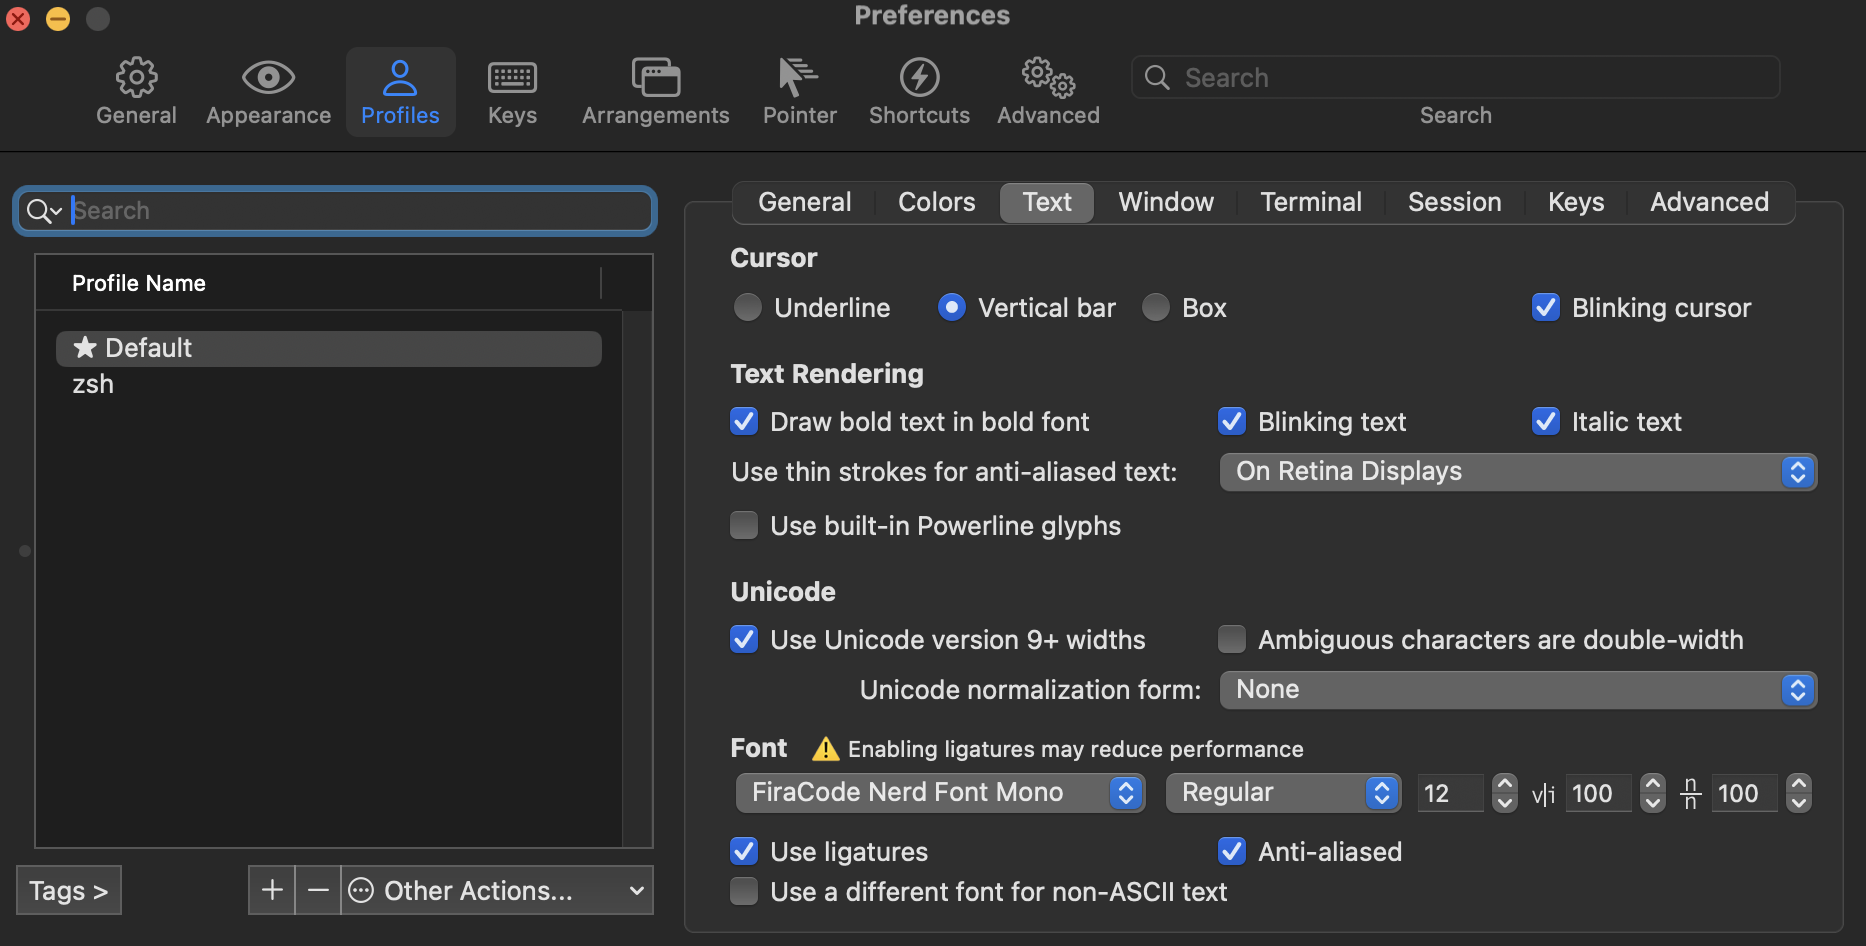 Preferences
General Appearance Profiles Keys Arrangements Pointer Shortcuts Advanced Search
Search
Search
Profile Name
★ Default
zsh
Tags >
+ − Other Actions...
General Colors Text Window Terminal Session Keys Advanced
Cursor
Underline Vertical bar Box Blinking cursor
Text Rendering
Draw bold text in bold font Blinking text Italic text
Use thin strokes for anti-aliased text: On Retina Displays
Use built-in Powerline glyphs
Unicode
Use Unicode version 9+ widths Ambiguous characters are double-width
Unicode normalization form: None
Font ⚠ Enabling ligatures may reduce performance
FiraCode Nerd Font Mono Regular 12 v|i 100 n/n 100
Use ligatures Anti-aliased
Use a different font for non-ASCII text